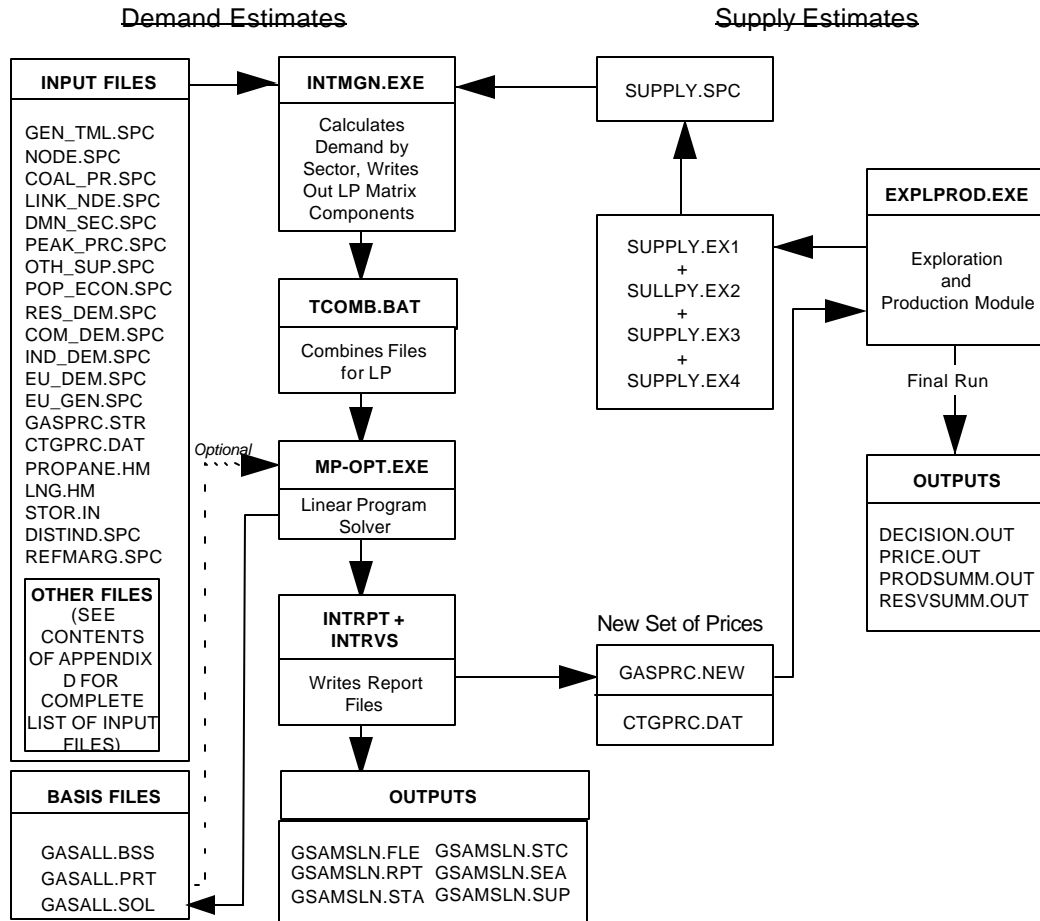 Demand Estimates
Supply Estimates
INPUT FILES
GEN_TML.SPC
NODE.SPC
COAL_PR.SPC
LINK_NDE.SPC
DMN_SEC.SPC
PEAK_PRC.SPC
OTH_SUP.SPC
POP_ECON.SPC
RES_DEM.SPC
COM_DEM.SPC
IND_DEM.SPC
EU_DEM.SPC
EU_GEN.SPC
GASPRC.STR
CTGPRC.DAT
PROPANE.HM
LNG.HM
STOR.IN
DISTIND.SPC
REFMARG.SPC
OTHER FILES
(SEE
CONTENTS
OF APPENDIX
D FOR
COMPLETE
LIST OF INPUT
FILES)
BASIS FILES
GASALL.BSS
GASALL.PRT
GASALL.SOL
INTMGN.EXE
Calculates
Demand by
Sector, Writes
Out LP Matrix
Components
TCOMB.BAT
Combines Files
for LP
Optional
MP-OPT.EXE
Linear Program
Solver
INTRPT +
INTRVS
Writes Report
Files
OUTPUTS
GSAMSLN.FLE GSAMSLN.STC
GSAMSLN.RPT GSAMSLN.SEA
GSAMSLN.STA GSAMSLN.SUP
SUPPLY.SPC
SUPPLY.EX1
+
SULLPY.EX2
+
SUPPLY.EX3
+
SUPPLY.EX4
New Set of Prices
GASPRC.NEW
CTGPRC.DAT
EXPLPROD.EXE
Exploration
and
Production Module
Final Run
OUTPUTS
DECISION.OUT
PRICE.OUT
PRODSUMM.OUT
RESVSUMM.OUT